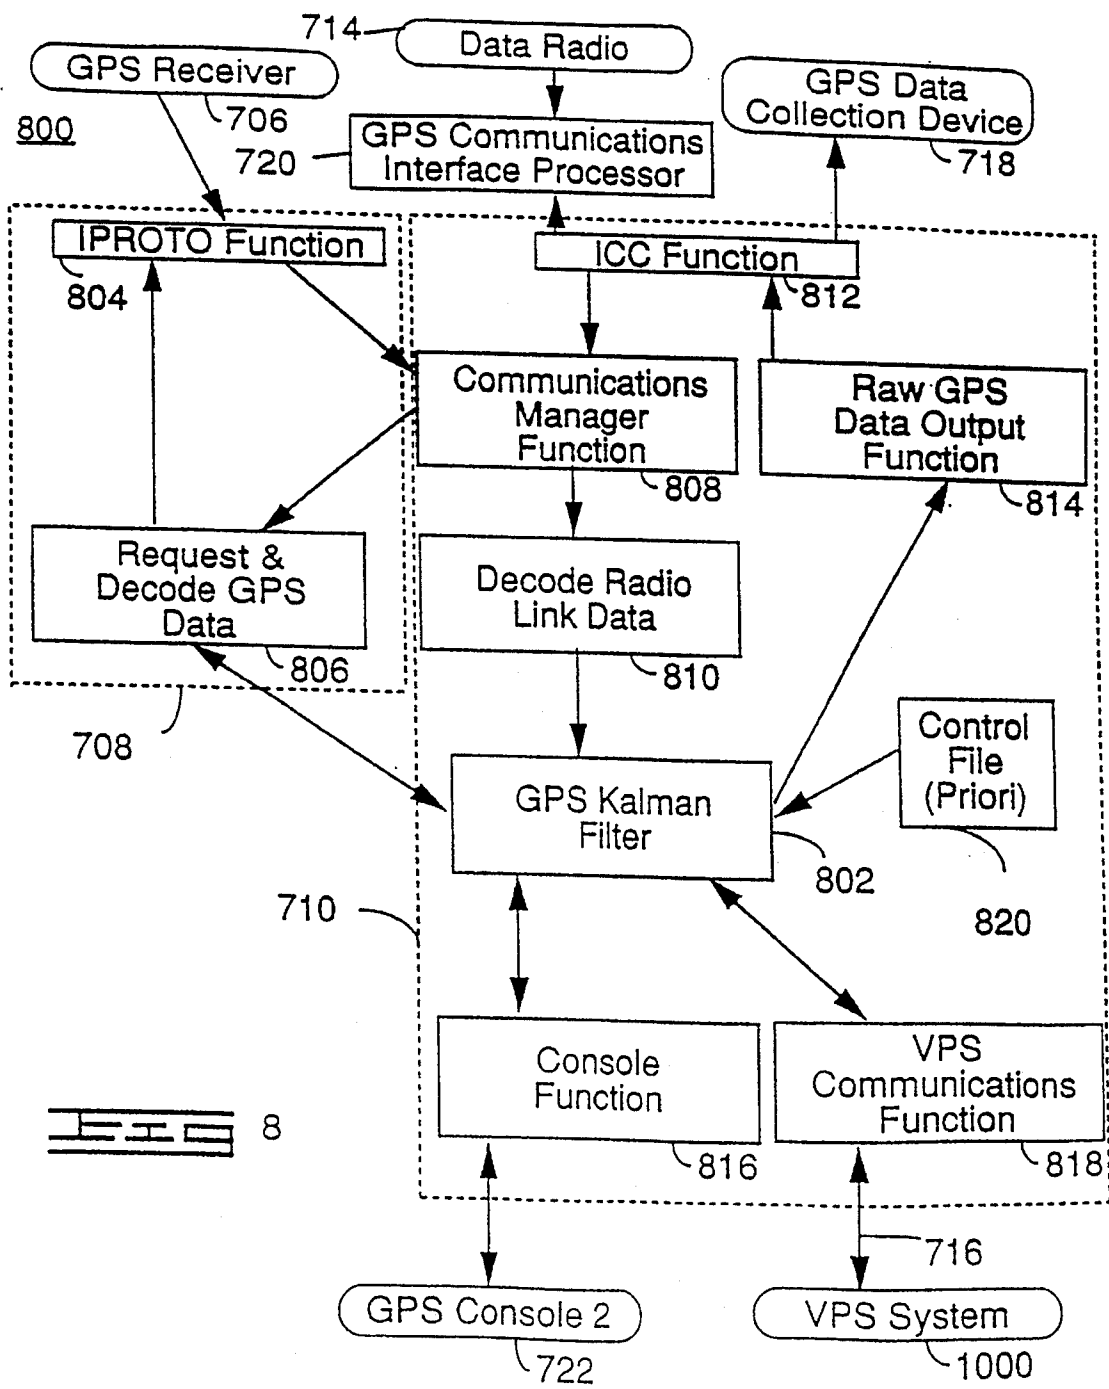 714
Data Radio
GPS Receiver
706
800
GPS Data
Collection Device
718
720
GPS Communications
Interface Processor
IPROTO Function
804
ICC Function
812
Communications
Manager
Function
808
Raw GPS
Data Output
Function
814
Request &
Decode GPS
Data
806
708
Decode Radio
Link Data
810
Control
File
(Priori)
820
GPS Kalman
Filter
802
710
Console
Function
816
VPS
Communications
Function
818
8
716
GPS Console 2
722
VPS System
1000